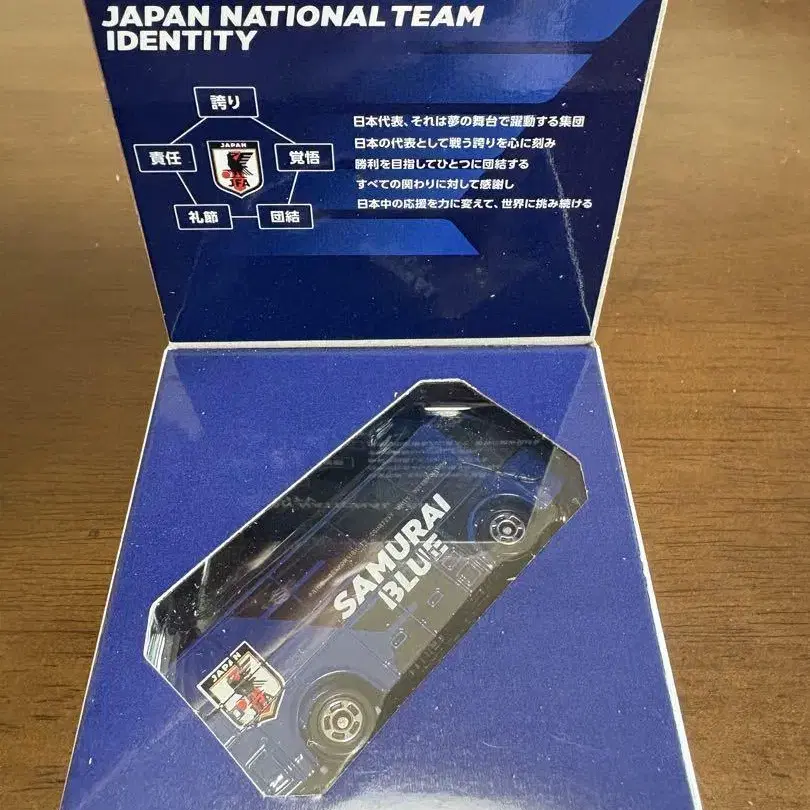 JAPAN NATIONAL TEAM
IDENTITY
誇り
責任
覚悟
礼節
団結
JAPAN
JFA
日本代表、それは夢の舞台で躍動する集団
日本の代表として戦う誇りを心に刻み
勝利を目指してひとつに団結する
すべての関わりに対して感謝し
日本中の応援を力に変えて、世界に挑み続ける
SAMURAI
BLUE
JAPAN
JFA